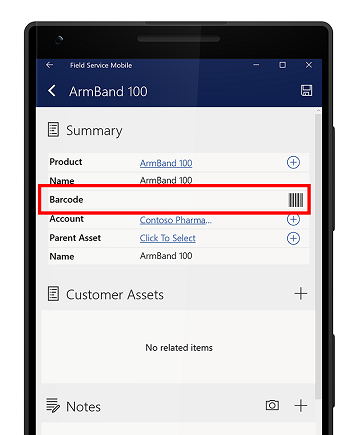 Field Service Mobile
ArmBand 100
Summary
Product ArmBand 100
Name ArmBand 100
Barcode
Account Contoso Pharma...
Parent Asset Click To Select
Name ArmBand 100
Customer Assets
No related items
Notes